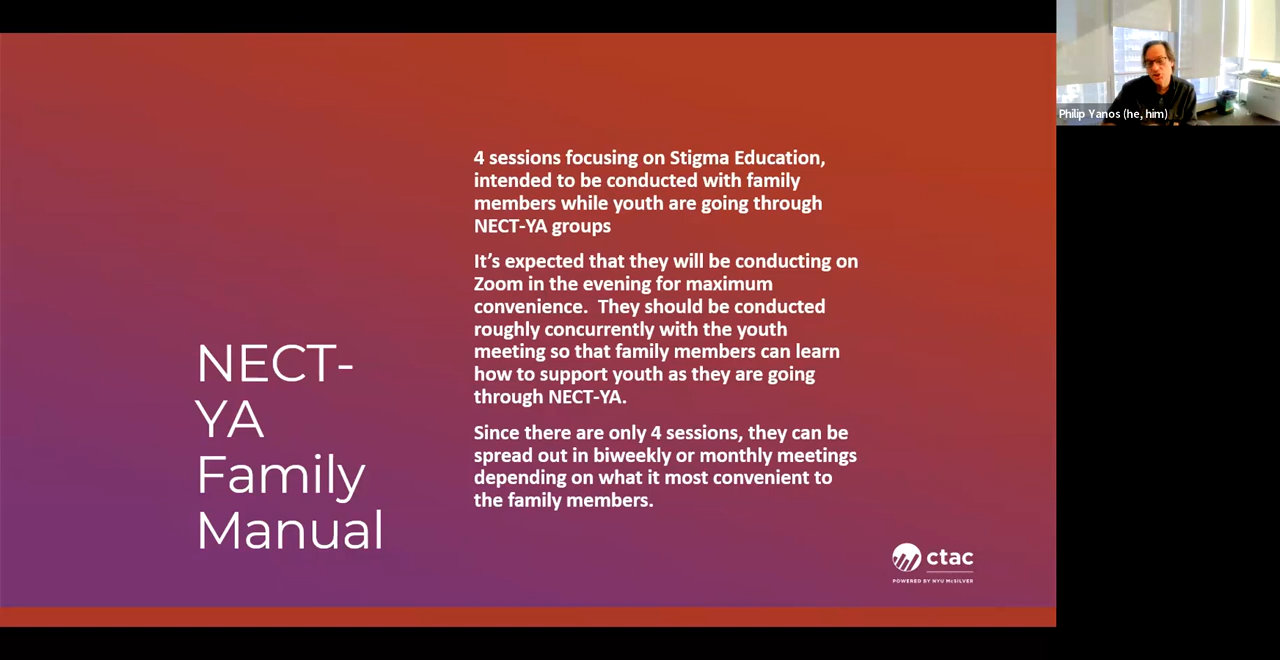 NECT-
YA
Family
Manual
4 sessions focusing on Stigma Education,
intended to be conducted with family
members while youth are going through
NECT-YA groups
It’s expected that they will be conducting on
Zoom in the evening for maximum
convenience.  They should be conducted
roughly concurrently with the youth
meeting so that family members can learn
how to support youth as they are going
through NECT-YA.
Since there are only 4 sessions, they can be
spread out in biweekly or monthly meetings
depending on what it most convenient to
the family members.
ctac
POWERED BY NYU McSILVER
Philip Yanos (he, him)